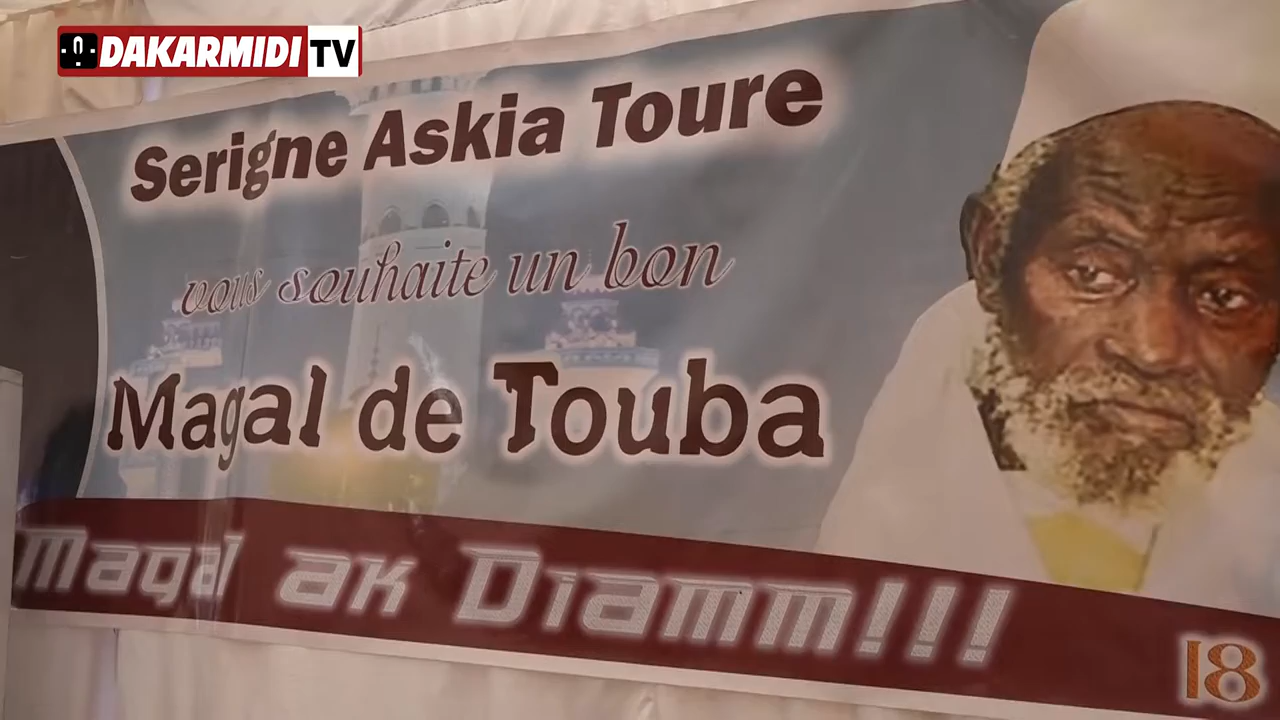 DAKARMIDI TV
Serigne Askia Toure
vous souhaite un bon
Magal de Touba
Magal ak Diamm!!!
18